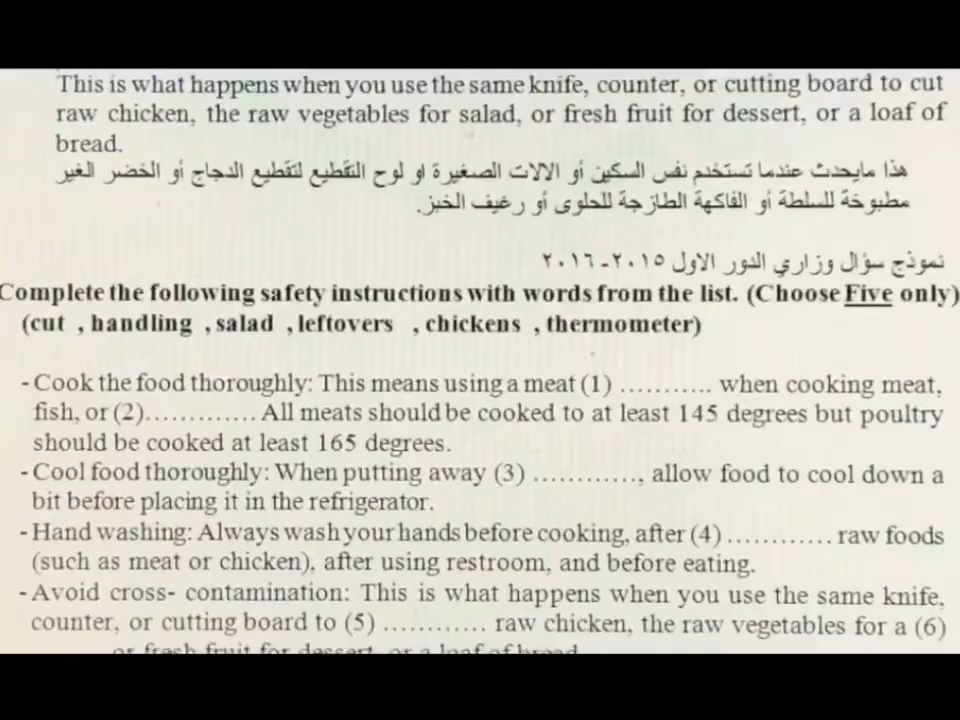 This is what happens when you use the same knife, counter, or cutting board to cut
raw chicken, the raw vegetables for salad, or fresh fruit for dessert, or a loaf of
bread.
هذا مايحدث عندما تستخدم نفس السكين أو الالات الصغيرة او لوح التقطيع لتقطيع الدجاج أو الخضر الغير
مطبوخة للسلطة أو الفاكهة الطازجة للحلوى أو رغيف الخبز.
نموذج سؤال وزاري الدور الاول ٢٠١٥-٢٠١٦
Complete the following safety instructions with words from the list. (Choose Five only)
(cut , handling , salad , leftovers , chickens , thermometer)
- Cook the food thoroughly: This means using a meat (1) ........... when cooking meat,
fish, or (2)............. All meats should be cooked to at least 145 degrees but poultry
should be cooked at least 165 degrees.
- Cool food thoroughly: When putting away (3) ............, allow food to cool down a
bit before placing it in the refrigerator.
- Hand washing: Always wash your hands before cooking, after (4) ............ raw foods
(such as meat or chicken), after using restroom, and before eating.
- Avoid cross- contamination: This is what happens when you use the same knife,
counter, or cutting board to (5) ............ raw chicken, the raw vegetables for a (6)
or fresh fruit for dessert, or a loaf of bread